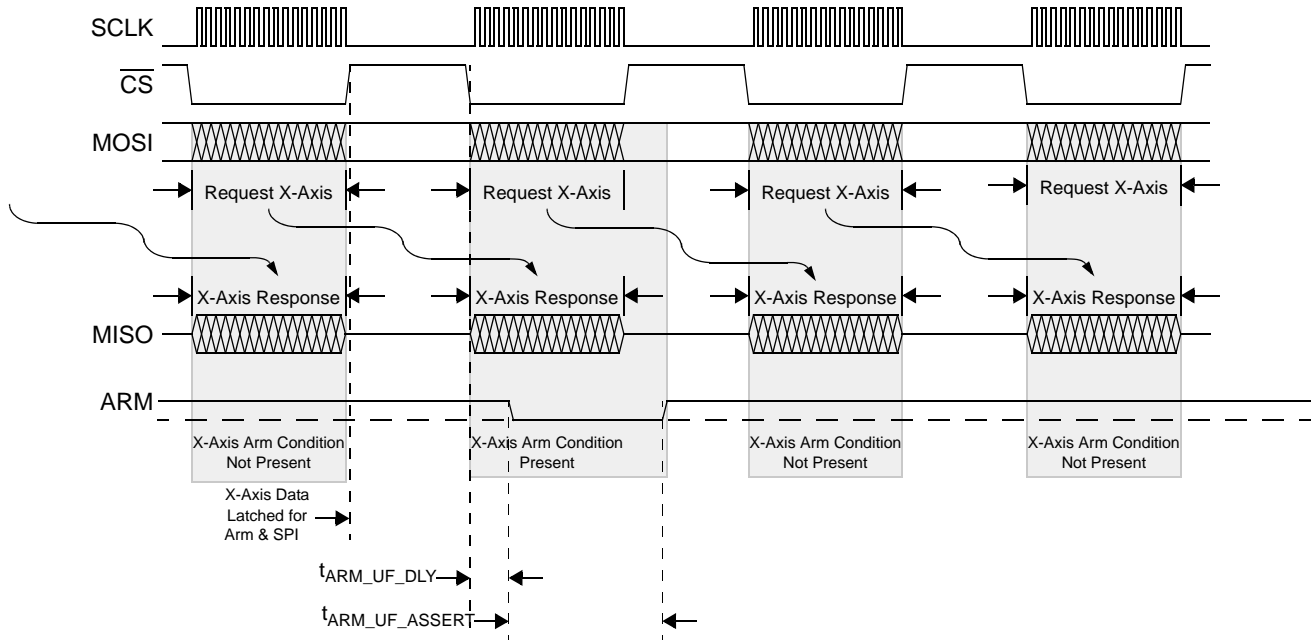 SCLK
CS
MOSI
Request X-Axis
Request X-Axis
Request X-Axis
Request X-Axis
X-Axis Response
X-Axis Response
X-Axis Response
X-Axis Response
MISO
ARM
X-Axis Arm Condition
Not Present
X-Axis Arm Condition
Present
X-Axis Arm Condition
Not Present
X-Axis Arm Condition
Not Present
X-Axis Data
Latched for
Arm & SPI
tARM_UF_DLY
tARM_UF_ASSERT